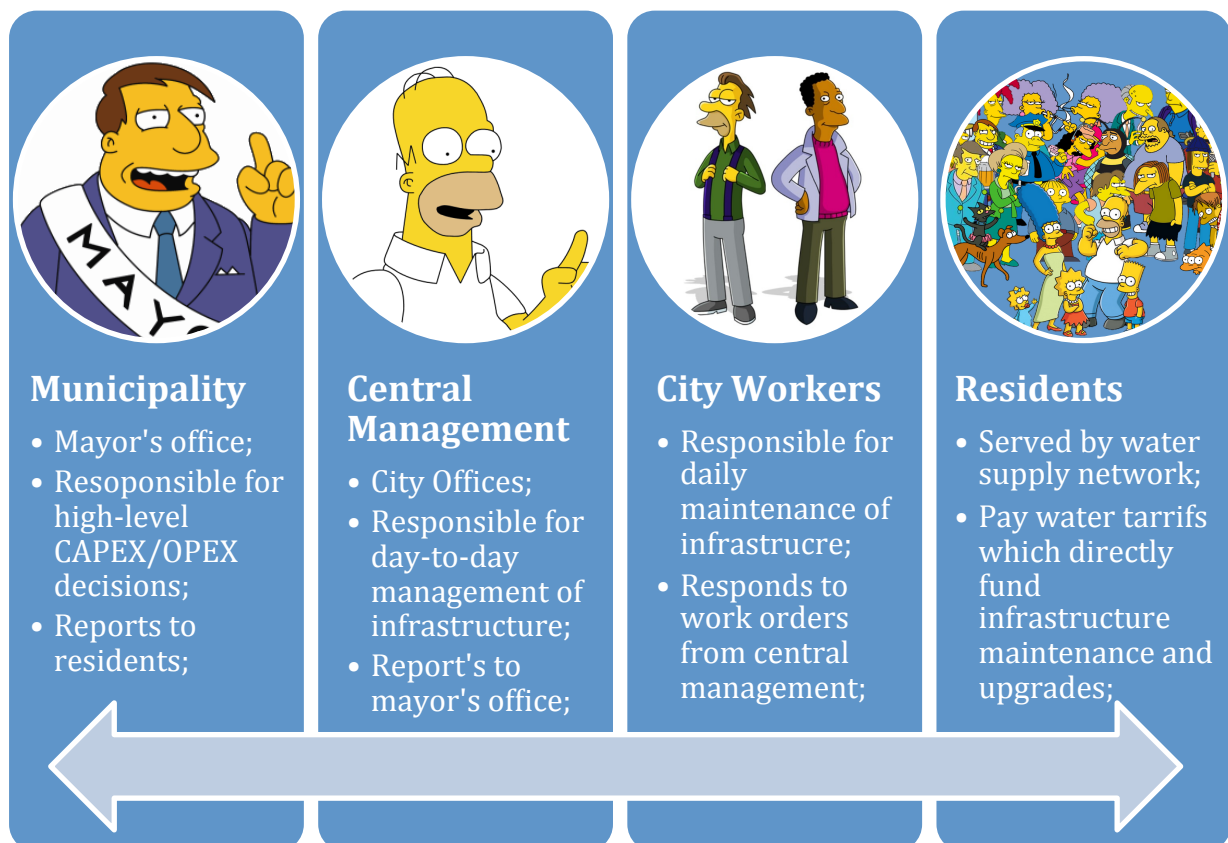 MAYO
Municipality
• Mayor's office;
• Resoponsible for
high-level
CAPEX/OPEX
decisions;
• Reports to
residents;
Central
Management
• City Offices;
• Responsible for
day-to-day
management of
infrastructure;
• Report's to
mayor's office;
City Workers
• Responsible for
daily
maintenance of
infrastrucre;
• Responds to
work orders
from central
management;
Residents
• Served by water
supply network;
• Pay water tarrifs
which directly
fund
infrastructure
maintenance and
upgrades;